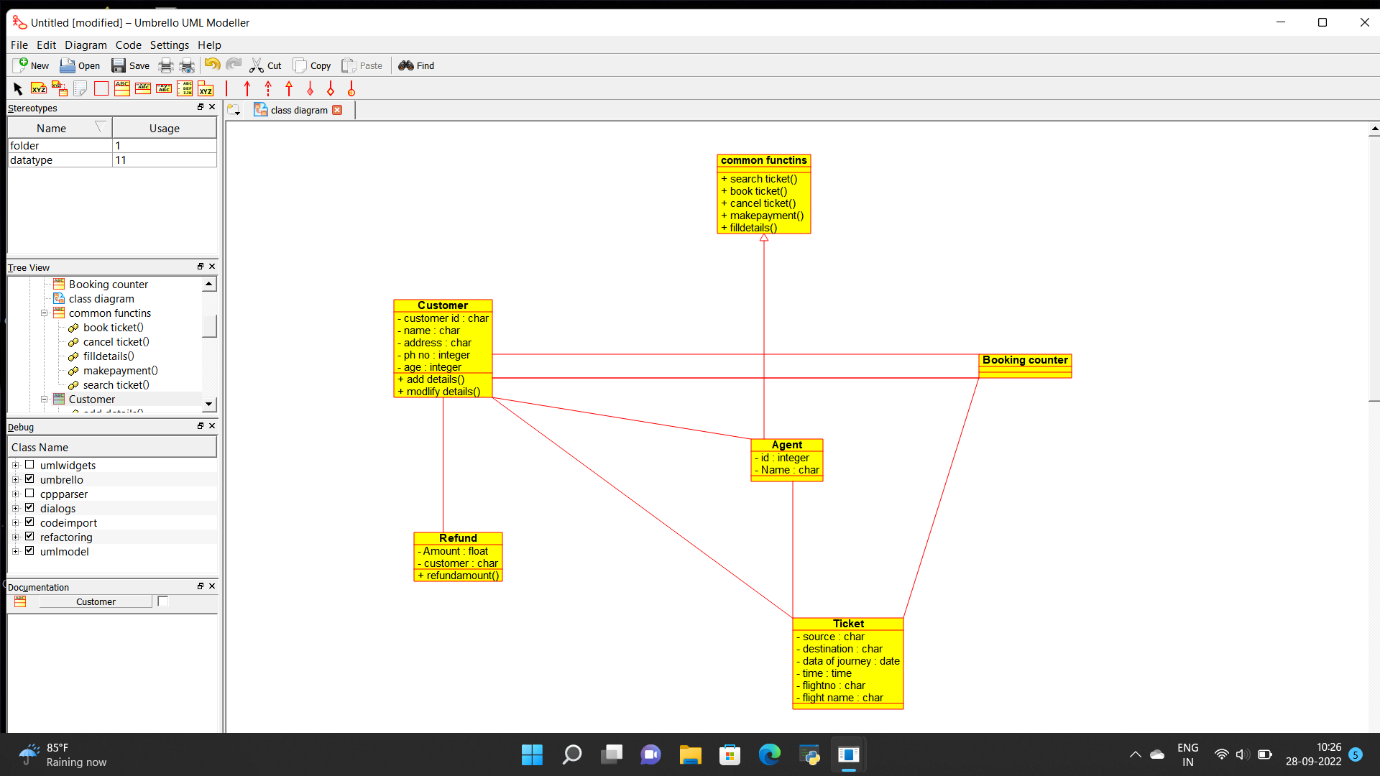 Untitled [modified] – Umbrello UML Modeller
File Edit Diagram Code Settings Help
New Open Save Cut Copy Paste Find
Stereotypes
Name Usage
folder 1
datatype 11
Tree View
Booking counter
class diagram
common functins
book ticket()
cancel ticket()
filldetails()
makepayment()
search ticket()
Customer
Debug
Class Name
umlwidgets
umbrello
cppparser
dialogs
codeimport
refactoring
umlmodel
Documentation
Customer
class diagram
common functins
+ search ticket()
+ book ticket()
+ cancel ticket()
+ makepayment()
+ filldetails()
Customer
- customer id : char
- name : char
- address : char
- ph no : integer
- age : integer
+ add details()
+ modlify details()
Booking counter
Agent
- id : integer
- Name : char
Refund
- Amount : float
- customer : char
+ refundamount()
Ticket
- source : char
- destination : char
- data of journey : date
- time : time
- flightno : char
- flight name : char
85°F
Raining now
ENG
IN
10:26
28-09-2022
5